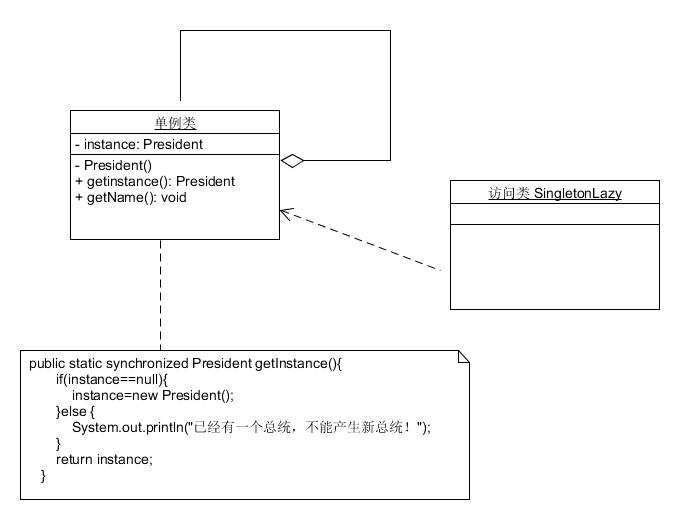 单例类
- instance: President
- President()
+ getinstance(): President
+ getName(): void
访问类 SingletonLazy
public static synchronized President getInstance(){
if(instance==null){
instance=new President();
}else {
System.out.println("已经有一个总统，不能产生新总统！");
}
return instance;
}